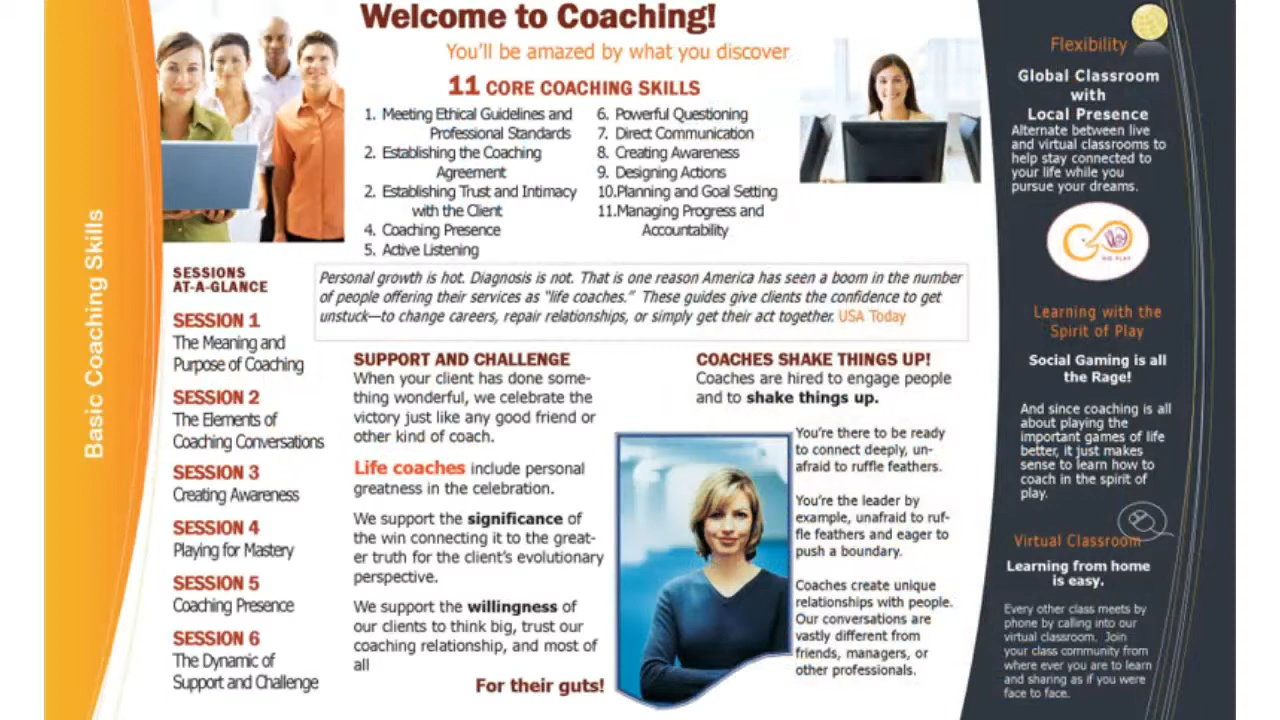 Basic Coaching Skills
Welcome to Coaching!
You'll be amazed by what you discover
11 CORE COACHING SKILLS
1. Meeting Ethical Guidelines and
Professional Standards
2. Establishing the Coaching
Agreement
2. Establishing Trust and Intimacy
with the Client
4. Coaching Presence
5. Active Listening
6. Powerful Questioning
7. Direct Communication
8. Creating Awareness
9. Designing Actions
10.Planning and Goal Setting
11.Managing Progress and
Accountability
SESSIONS
AT-A-GLANCE
SESSION 1
The Meaning and
Purpose of Coaching
SESSION 2
The Elements of
Coaching Conversations
SESSION 3
Creating Awareness
SESSION 4
Playing for Mastery
SESSION 5
Coaching Presence
SESSION 6
The Dynamic of
Support and Challenge
Personal growth is hot. Diagnosis is not. That is one reason America has seen a boom in the number
of people offering their services as "life coaches." These guides give clients the confidence to get
unstuck—to change careers, repair relationships, or simply get their act together. USA Today
SUPPORT AND CHALLENGE
When your client has done some-
thing wonderful, we celebrate the
victory just like any good friend or
other kind of coach.
Life coaches include personal
greatness in the celebration.
We support the significance of
the win connecting it to the great-
er truth for the client's evolutionary
perspective.
We support the willingness of
our clients to think big, trust our
coaching relationship, and most of
all
For their guts!
COACHES SHAKE THINGS UP!
Coaches are hired to engage people
and to shake things up.
You're there to be ready
to connect deeply, un-
afraid to ruffle feathers.
You're the leader by
example, unafraid to ruf-
fle feathers and eager to
push a boundary.
Coaches create unique
relationships with people.
Our conversations are
vastly different from
friends, managers, or
other professionals.
Flexibility
Global Classroom
with
Local Presence
Alternate between live
and virtual classrooms to
help stay connected to
your life while you
pursue your dreams.
GO
BIG PLAY
Learning with the
Spirit of Play
Social Gaming is all
the Rage!
And since coaching is all
about playing the
important games of life
better, it just makes
sense to learn how to
coach in the spirit of
play.
Virtual Classroom
Learning from home
is easy.
Every other class meets by
phone by calling into our
virtual classroom. Join
your class community from
where ever you are to learn
and sharing as if you were
face to face.